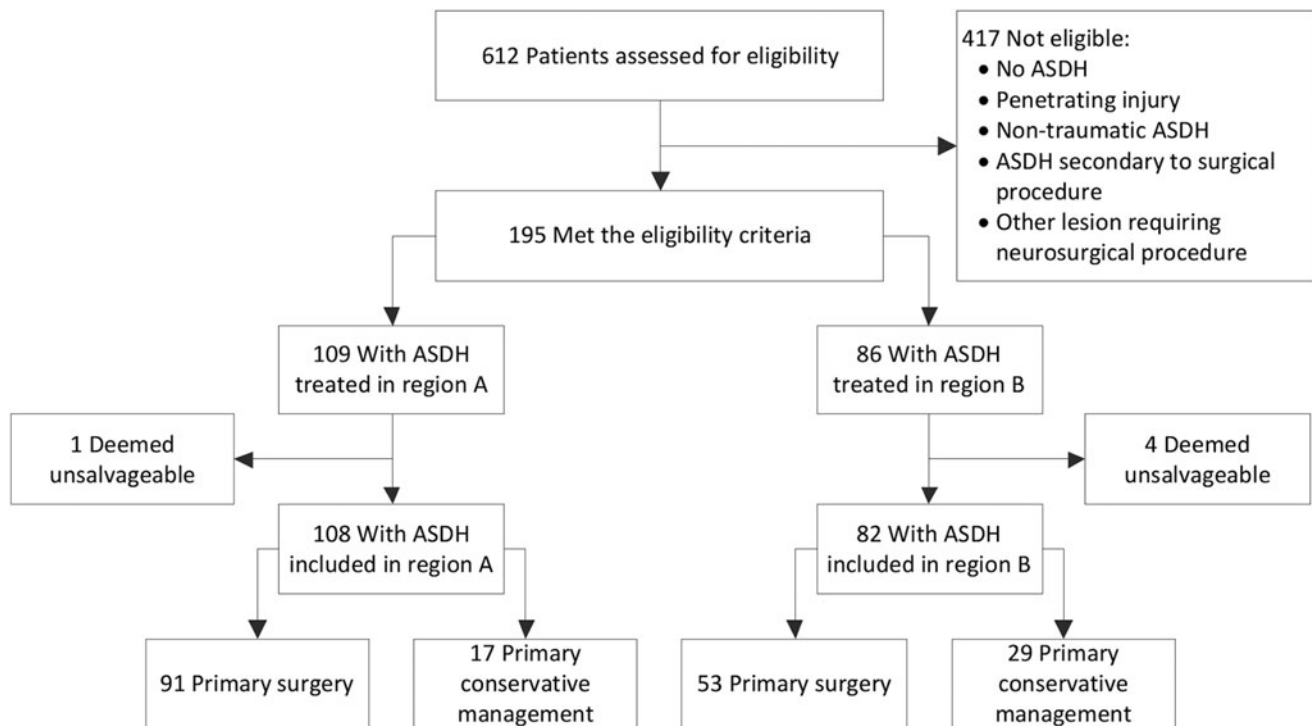 612 Patients assessed for eligibility
417 Not eligible:
• No ASDH
• Penetrating injury
• Non-traumatic ASDH
• ASDH secondary to surgical
procedure
• Other lesion requiring
neurosurgical procedure
195 Met the eligibility criteria
109 With ASDH
treated in region A
86 With ASDH
treated in region B
1 Deemed
unsalvageable
4 Deemed
unsalvageable
108 With ASDH
included in region A
82 With ASDH
included in region B
91 Primary surgery
17 Primary
conservative
management
53 Primary surgery
29 Primary
conservative
management